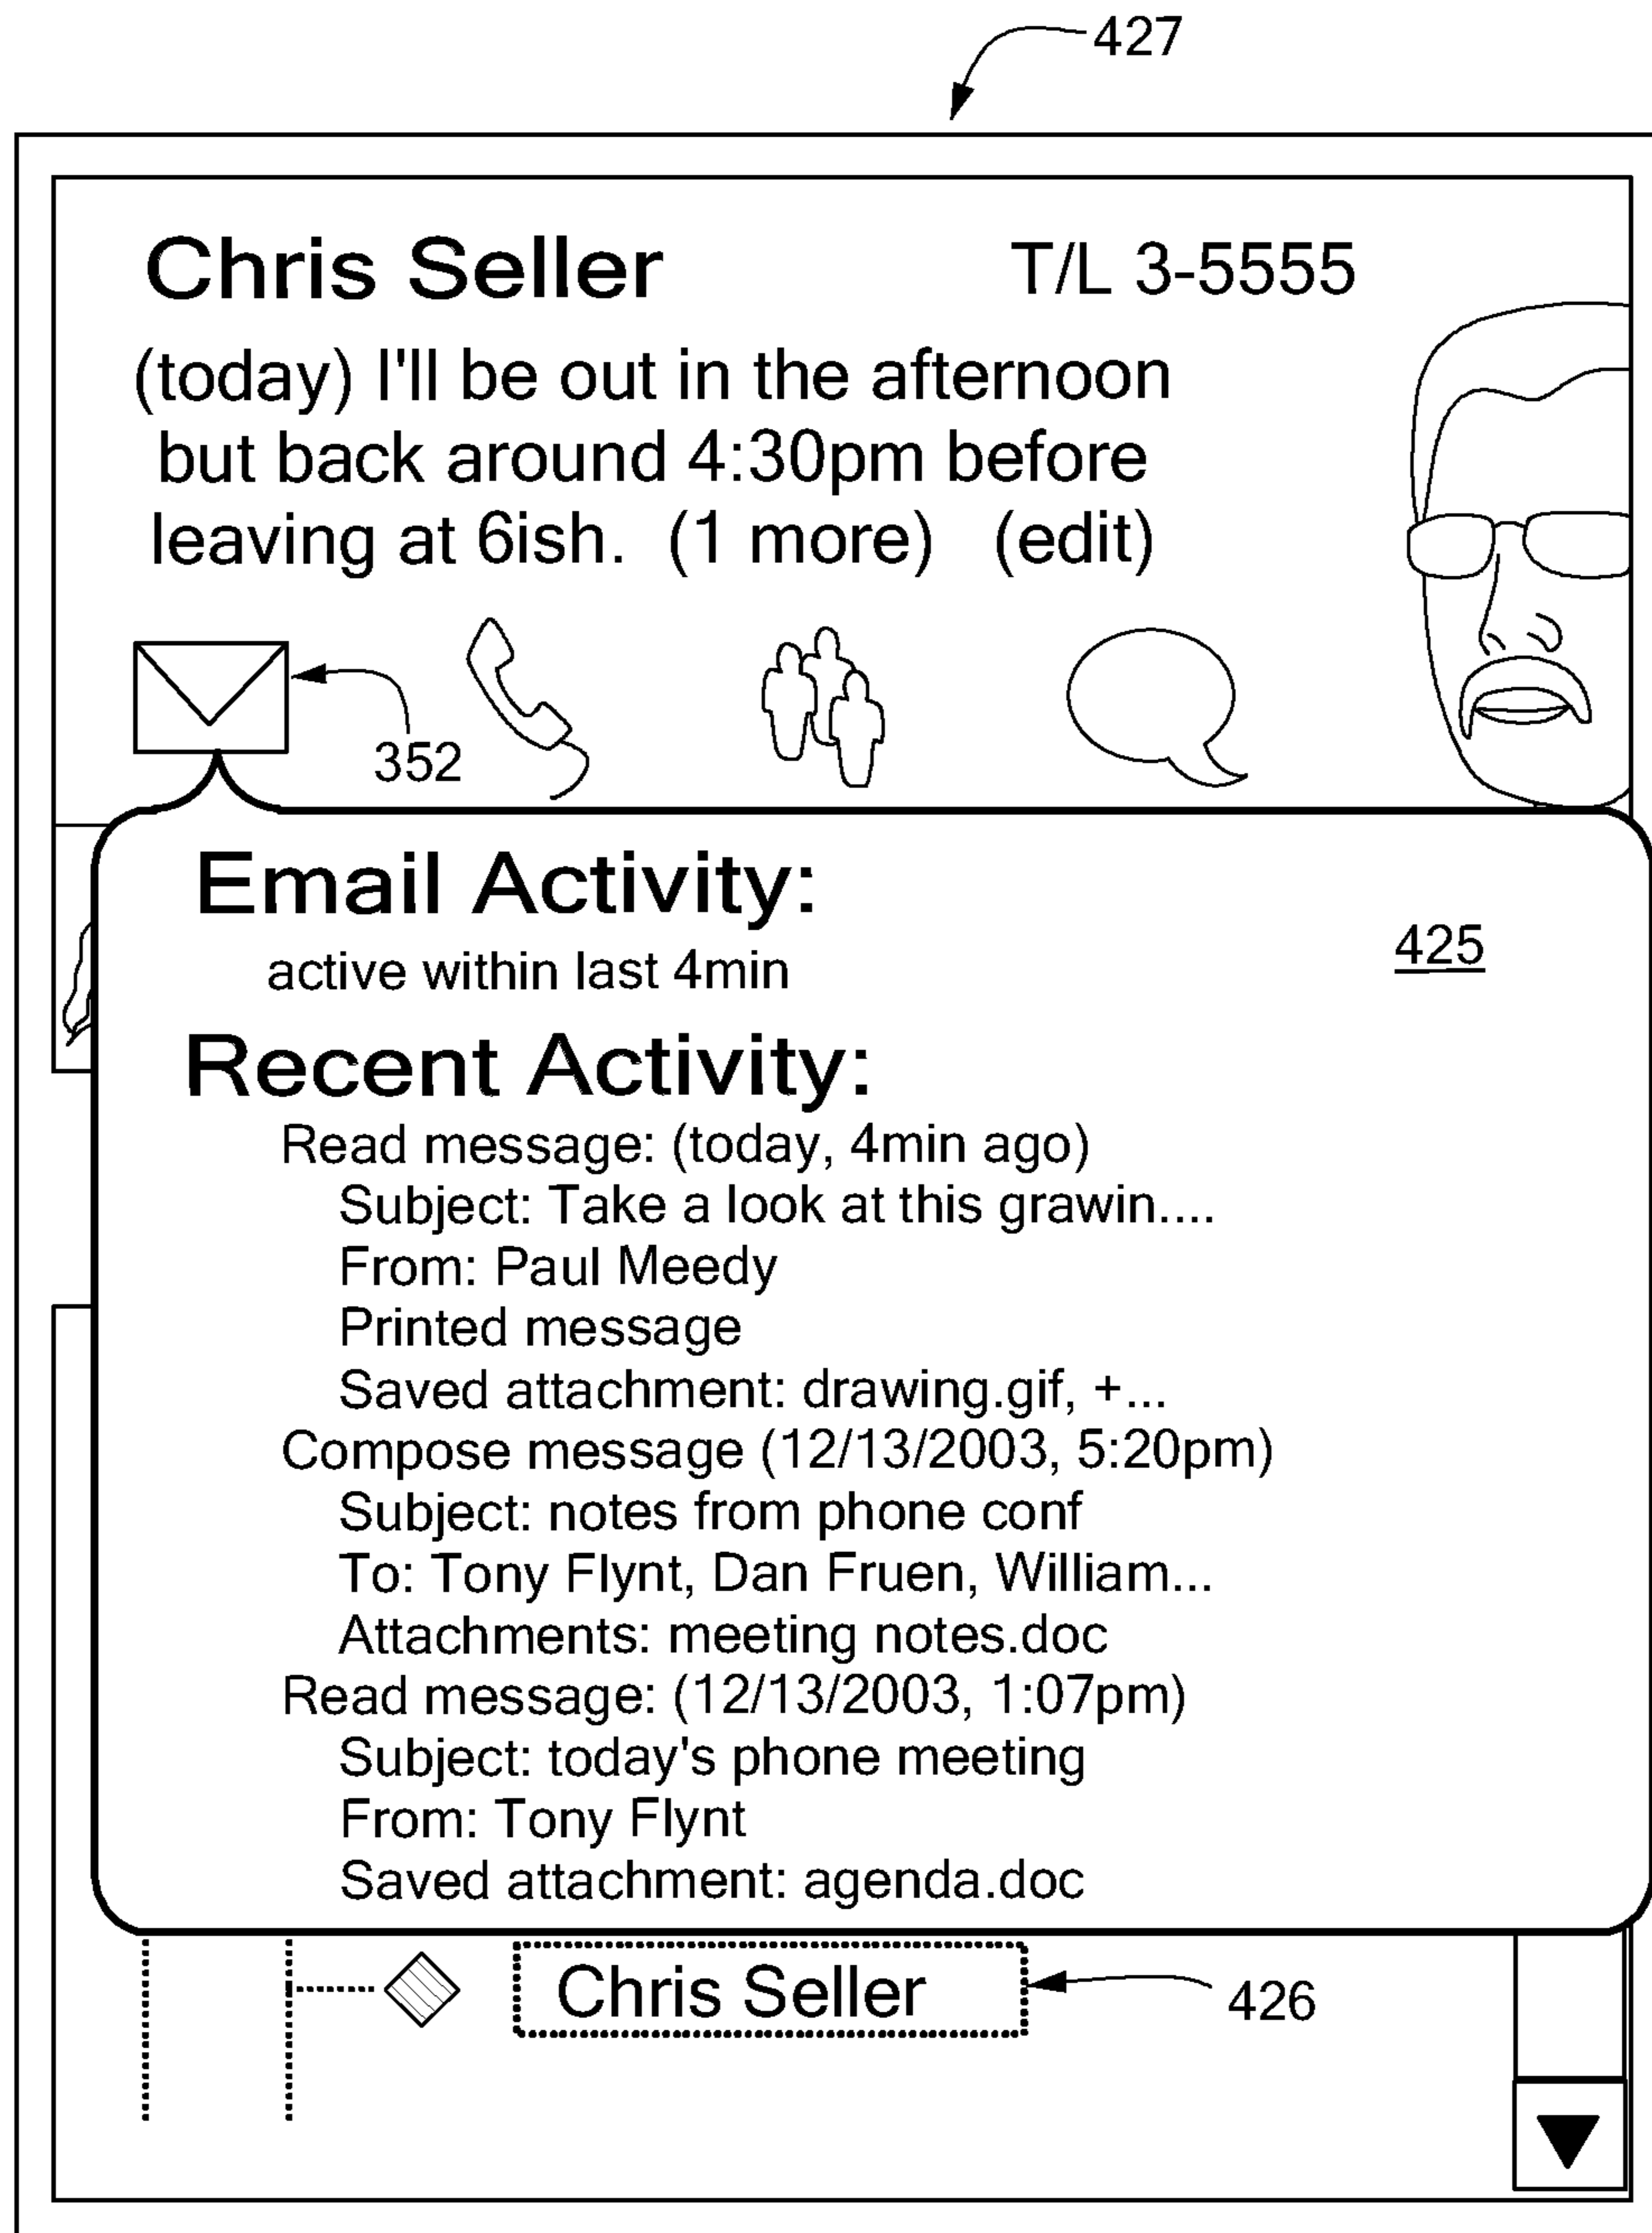 427
Chris Seller T/L 3-5555
(today) I'll be out in the afternoon
but back around 4:30pm before
leaving at 6ish. (1 more) (edit)
352
Email Activity:
425
active within last 4min
Recent Activity:
Read message: (today, 4min ago)
Subject: Take a look at this grawin....
From: Paul Meedy
Printed message
Saved attachment: drawing.gif, +...
Compose message (12/13/2003, 5:20pm)
Subject: notes from phone conf
To: Tony Flynt, Dan Fruen, William...
Attachments: meeting notes.doc
Read message: (12/13/2003, 1:07pm)
Subject: today's phone meeting
From: Tony Flynt
Saved attachment: agenda.doc
Chris Seller
426